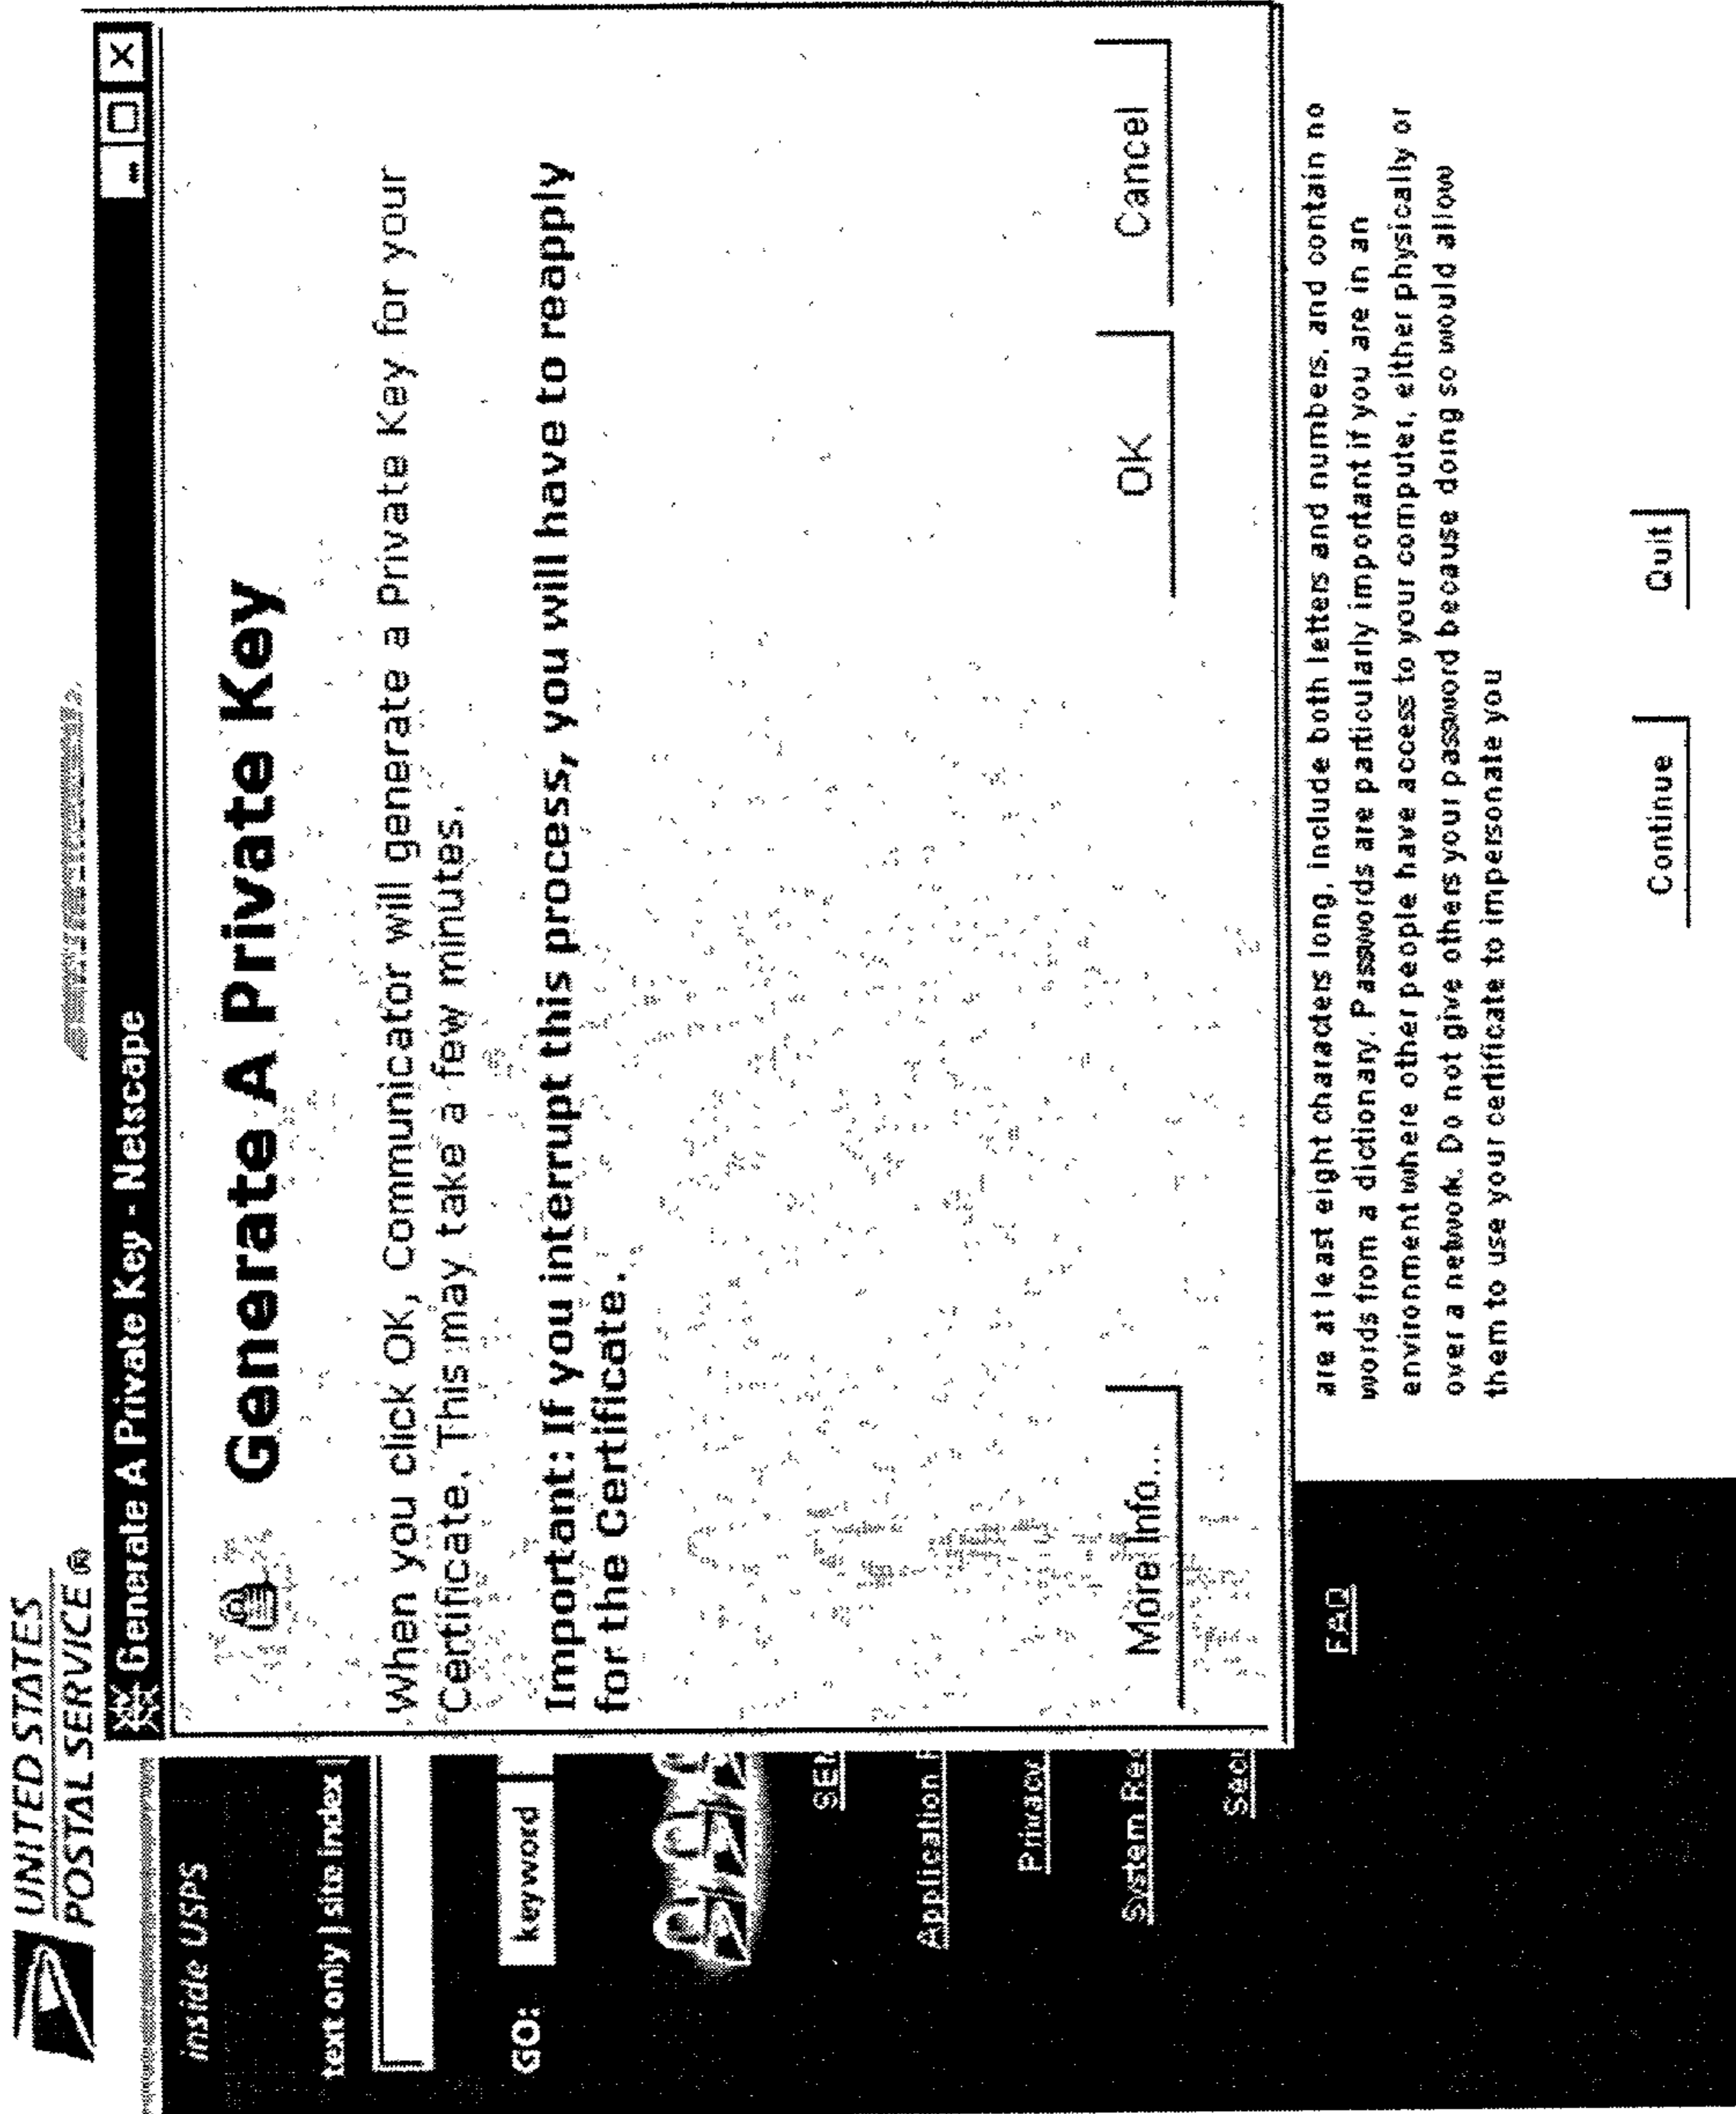 UNITED STATES
POSTAL SERVICE ®
Generate A Private Key - Netscape
inside USPS
text only | site index |
GO: keyword
SEL
Application
Privacy
System Re
Secu
FAQ
Generate A Private Key
When you click OK, Communicator will generate a Private Key for your
Certificate. This may take a few minutes.
Important: If you interrupt this process, you will have to reapply
for the Certificate.
More Info...
OK
Cancel
are at least eight characters long, include both letters and numbers, and contain no
words from a dictionary. Passwords are particularly important if you are in an
environment where other people have access to your computer, either physically or
over a network. Do not give others your password because doing so would allow
them to use your certificate to impersonate you
Continue
Quit